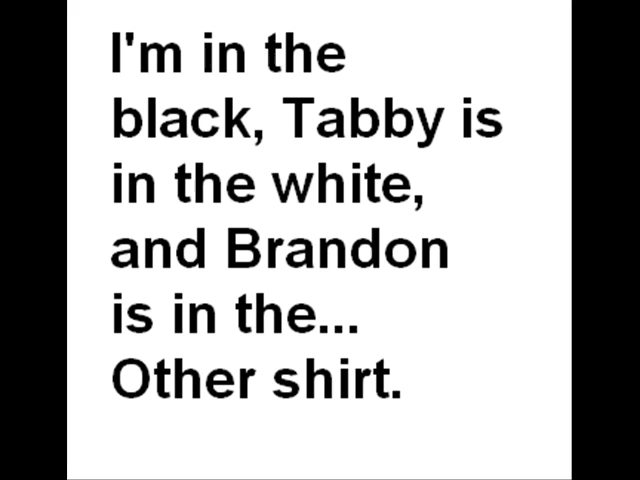 I'm in the
black, Tabby is
in the white,
and Brandon
is in the...
Other shirt.